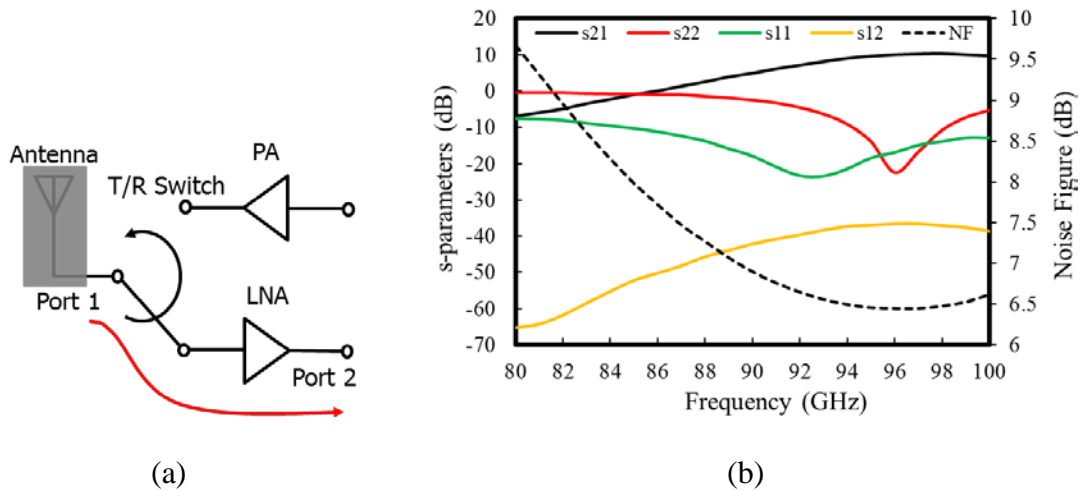 Antenna
PA
T/R Switch
Port 1
LNA
Port 2
(a)
s21 s22 s11 s12 NF
20
10
0
-10
-20
-30
-40
-50
-60
-70
s-parameters (dB)
10
9.5
9
8.5
8
7.5
7
6.5
6
Noise Figure (dB)
80 82 84 86 88 90 92 94 96 98 100
Frequency (GHz)
(b)